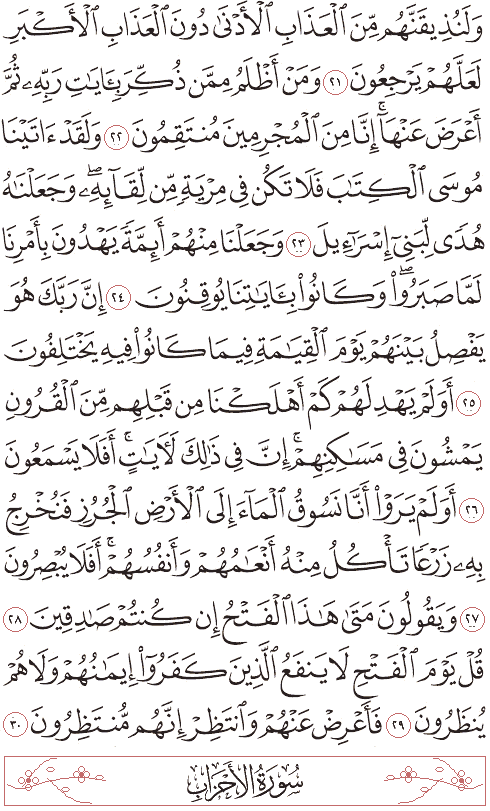 وَلَنُذِيقَنَّهُم مِّنَ ٱلْعَذَابِ ٱلْأَدْنَىٰ دُونَ ٱلْعَذَابِ ٱلْأَكْبَرِ
لَعَلَّهُمْ يَرْجِعُونَ ٢١ وَمَنْ أَظْلَمُ مِمَّن ذُكِّرَ بِـَٔايَٰتِ رَبِّهِۦ ثُمَّ
أَعْرَضَ عَنْهَآ ۚ إِنَّا مِنَ ٱلْمُجْرِمِينَ مُنتَقِمُونَ ٢٢ وَلَقَدْ ءَاتَيْنَا
مُوسَى ٱلْكِتَٰبَ فَلَا تَكُن فِى مِرْيَةٍ مِّن لِّقَآئِهِۦ ۖ وَجَعَلْنَٰهُ
هُدًى لِّبَنِىٓ إِسْرَٰٓءِيلَ ٢٣ وَجَعَلْنَا مِنْهُمْ أَئِمَّةً يَهْدُونَ بِأَمْرِنَا
لَمَّا صَبَرُوا۟ ۖ وَكَانُوا۟ بِـَٔايَٰتِنَا يُوقِنُونَ ٢٤ إِنَّ رَبَّكَ هُوَ
يَفْصِلُ بَيْنَهُمْ يَوْمَ ٱلْقِيَٰمَةِ فِيمَا كَانُوا۟ فِيهِ يَخْتَلِفُونَ
٢٥ أَوَلَمْ يَهْدِ لَهُمْ كَمْ أَهْلَكْنَا مِن قَبْلِهِم مِّنَ ٱلْقُرُونِ
يَمْشُونَ فِى مَسَٰكِنِهِمْ ۚ إِنَّ فِى ذَٰلِكَ لَءَايَٰتٍ ۖ أَفَلَا يَسْمَعُونَ
٢٦ أَوَلَمْ يَرَوْا۟ أَنَّا نَسُوقُ ٱلْمَآءَ إِلَى ٱلْأَرْضِ ٱلْجُرُزِ فَنُخْرِجُ
بِهِۦ زَرْعًا تَأْكُلُ مِنْهُ أَنْعَٰمُهُمْ وَأَنفُسُهُمْ ۖ أَفَلَا يُبْصِرُونَ
٢٧ وَيَقُولُونَ مَتَىٰ هَٰذَا ٱلْفَتْحُ إِن كُنتُمْ صَٰدِقِينَ ٢٨
قُلْ يَوْمَ ٱلْفَتْحِ لَا يَنفَعُ ٱلَّذِينَ كَفَرُوٓا۟ إِيمَٰنُهُمْ وَلَا هُمْ
يُنظَرُونَ ٢٩ فَأَعْرِضْ عَنْهُمْ وَٱنتَظِرْ إِنَّهُم مُّنتَظِرُونَ ٣٠
سُورَةُ الأَحْزَابِ